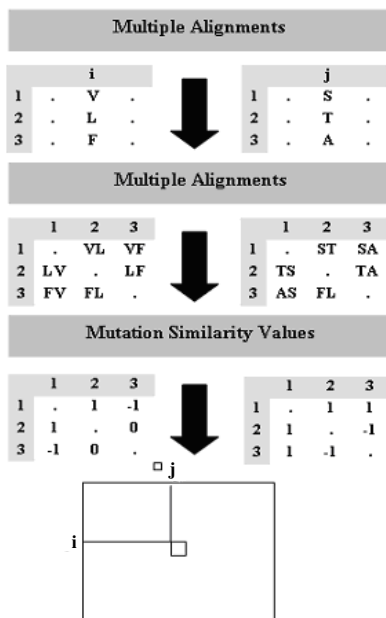 Multiple Alignments
i j
1 . V . . S .
2 . L . . T .
3 . F . . A .
Multiple Alignments
1 2 3 1 2 3
1 . VL VF 1 . ST SA
2 LV . LF 2 TS . TA
3 FV FL . 3 AS FL .
Mutation Similarity Values
1 2 3 1 2 3
1 . 1 -1 1 . 1 1
2 1 . 0 2 1 . -1
3 -1 0 . 3 1 -1 .
j
i